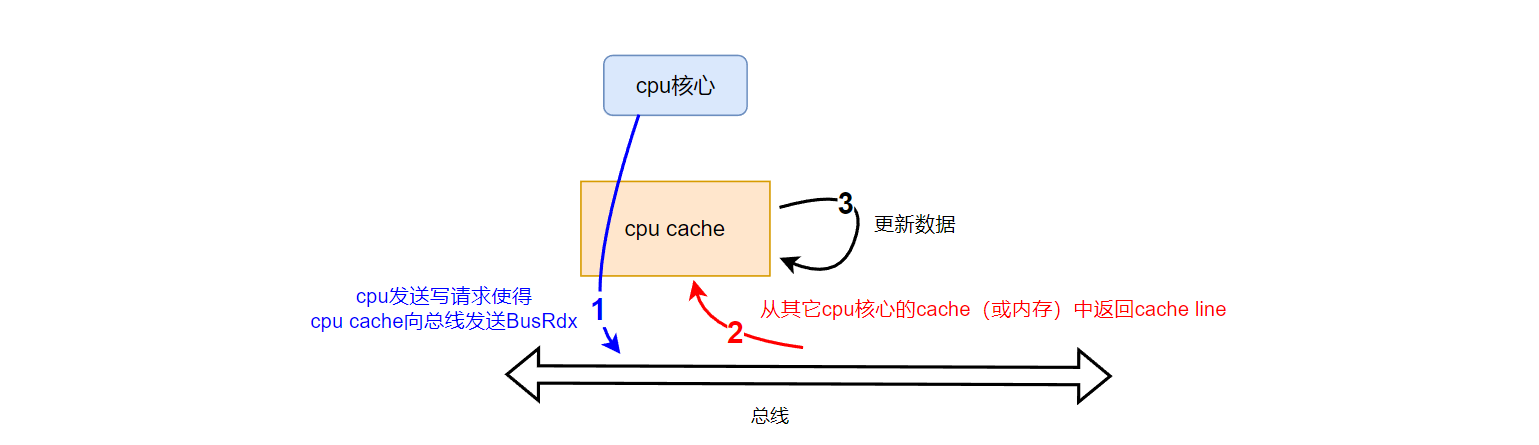 cpu核心
cpu cache
3
更新数据
cpu发送写请求使得
cpu cache向总线发送BusRdx
1
从其它cpu核心的cache（或内存）中返回cache line
2
总线